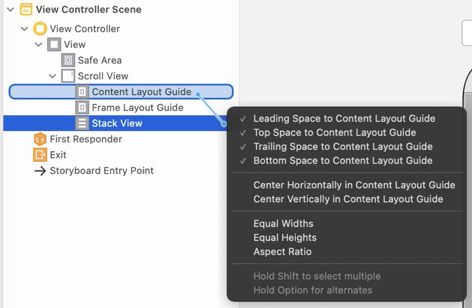 View Controller Scene
View Controller
View
Safe Area
Scroll View
Content Layout Guide
Frame Layout Guide
Stack View
First Responder
Exit
Storyboard Entry Point
Leading Space to Content Layout Guide
Top Space to Content Layout Guide
Trailing Space to Content Layout Guide
Bottom Space to Content Layout Guide
Center Horizontally in Content Layout Guide
Center Vertically in Content Layout Guide
Equal Widths
Equal Heights
Aspect Ratio
Hold Shift to select multiple
Hold Option for alternates